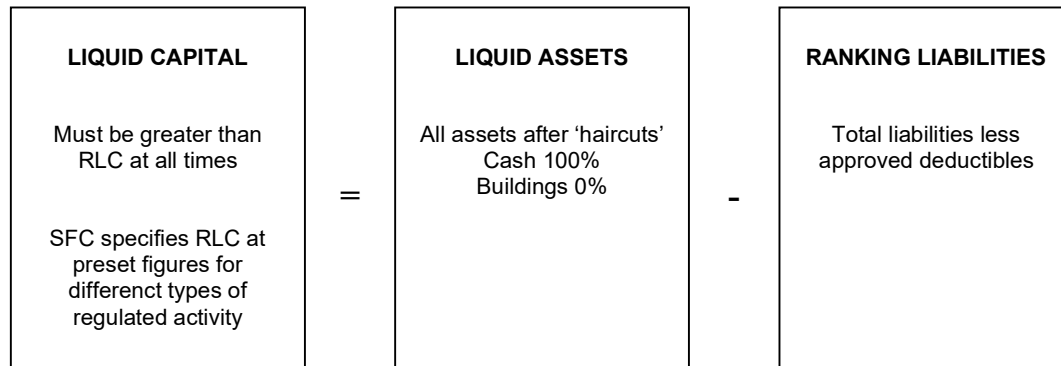 LIQUID CAPITAL
Must be greater than
RLC at all times
SFC specifies RLC at
preset figures for
differenct types of
regulated activity
=
LIQUID ASSETS
All assets after ‘haircuts’
Cash 100%
Buildings 0%
-
RANKING LIABILITIES
Total liabilities less
approved deductibles